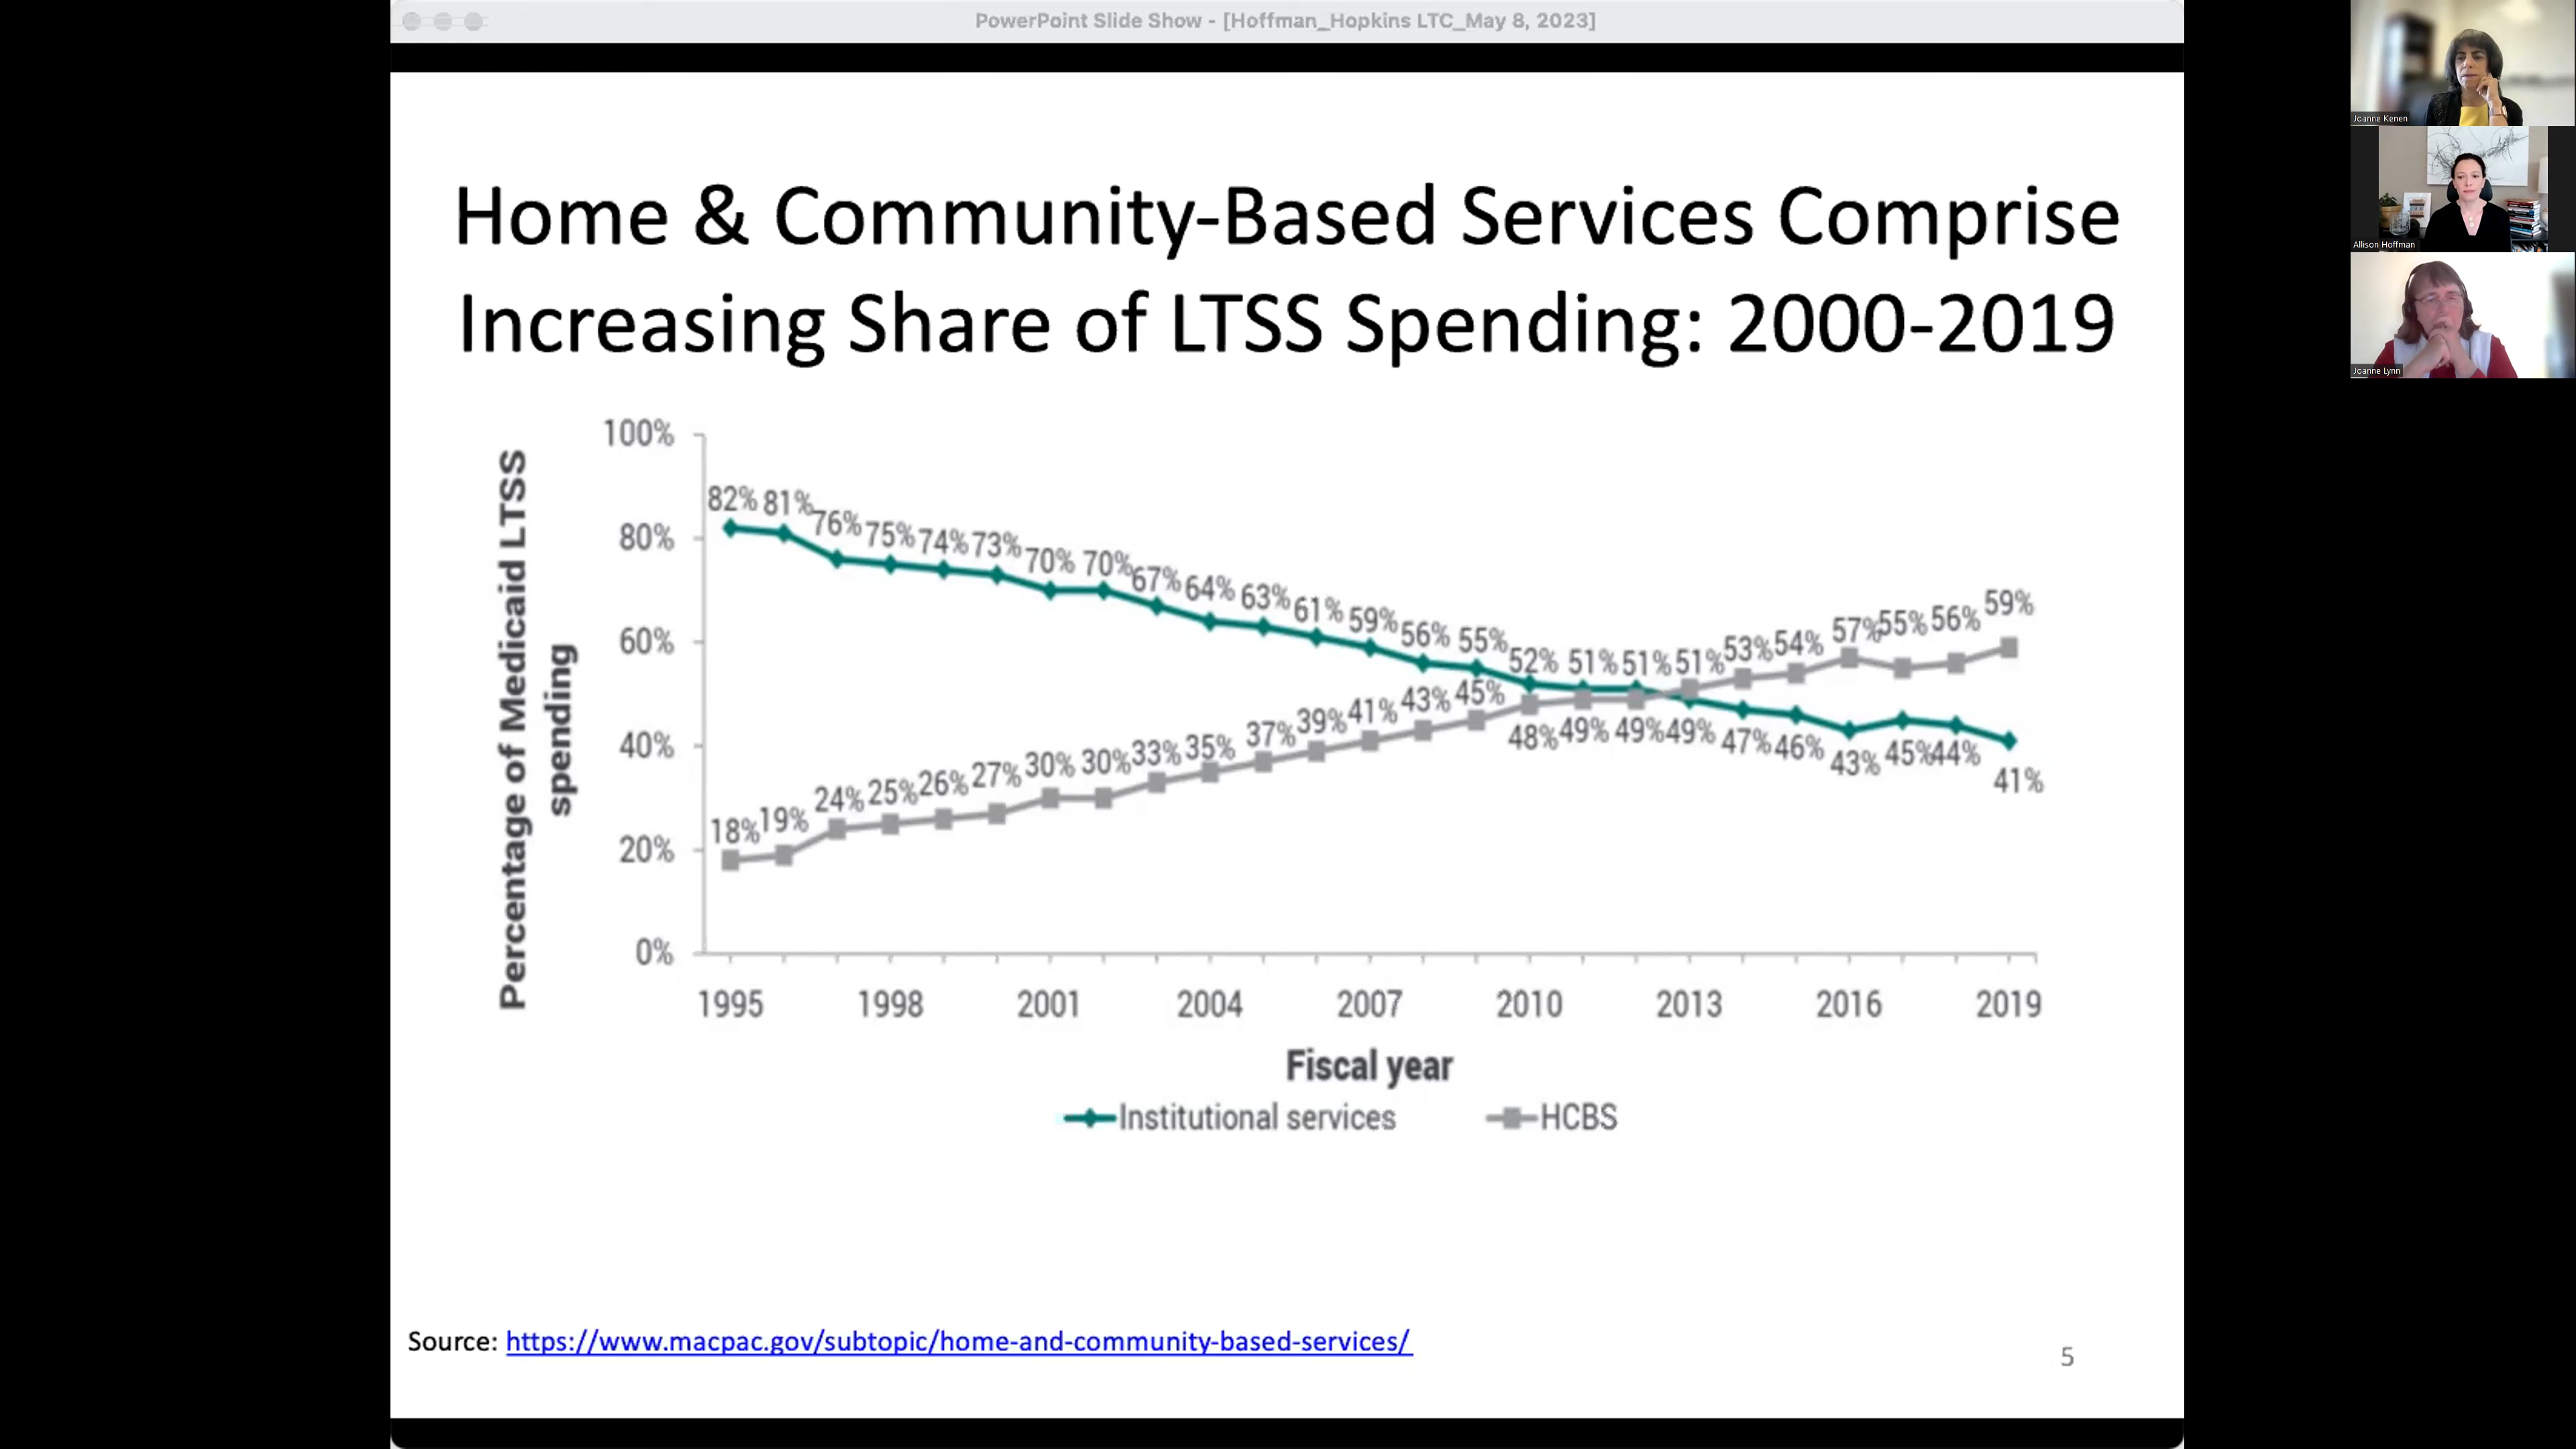 PowerPoint Slide Show - [Hoffman_Hopkins LTC_May 8, 2023]
Home & Community-Based Services Comprise
Increasing Share of LTSS Spending: 2000-2019
Percentage of Medicaid LTSS
spending
100%
80%
60%
40%
20%
0%
82% 81% 76% 75% 74% 73% 70% 70% 67% 64% 63% 61% 59% 56% 55% 52% 51% 51% 51% 53% 54% 57% 55% 56% 59%
18% 19% 24% 25% 26% 27% 30% 30% 33% 35% 37% 39% 41% 43% 45% 48% 49% 49% 49% 47% 46% 43% 45% 44% 41%
1995 1998 2001 2004 2007 2010 2013 2016 2019
Fiscal year
Institutional services HCBS
Source: https://www.macpac.gov/subtopic/home-and-community-based-services/
5
Joanne Kenen
Allison Hoffman
Joanne Lynn